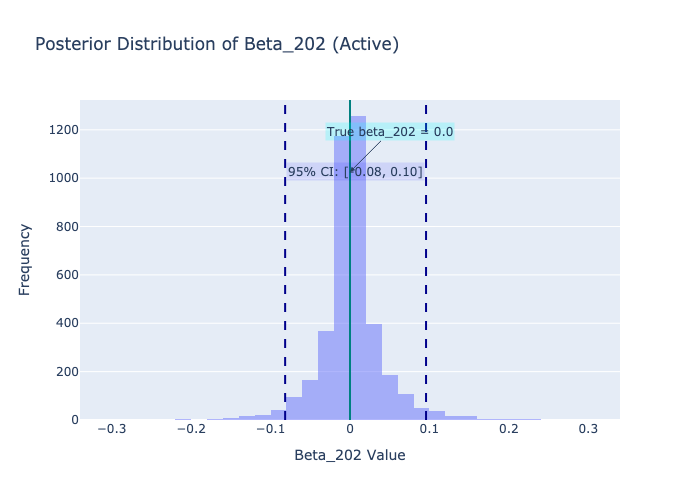 Posterior Distribution of Beta_202 (Active)
1200
1000
800
600
400
200
0
Frequency
True beta_202 = 0.0
95% CI: [-0.08, 0.10]
−0.3
−0.2
−0.1
0
0.1
0.2
0.3
Beta_202 Value